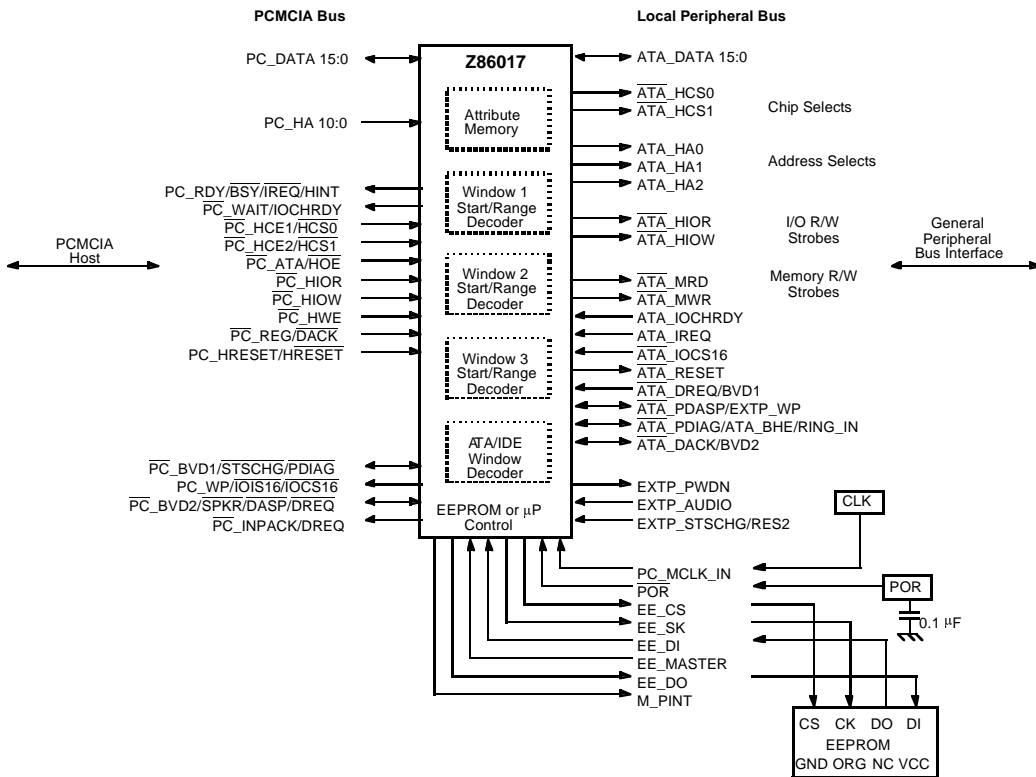 PCMCIA Bus
Local Peripheral Bus
Z86017
PC_DATA 15:0
ATA_DATA 15:0
Attribute
Memory
ATA_HCS0
ATA_HCS1
Chip Selects
PC_HA 10:0
ATA_HA0
ATA_HA1
ATA_HA2
Address Selects
PC_RDY/BSY/IREQ/HINT
PC_WAIT/IOCHRDY
PC_HCE1/HCS0
PC_HCE2/HCS1
PC_ATA/HOE
PC_HIOR
PC_HIOW
PC_HWE
PC_REG/DACK
PC_HRESET/HRESET
PCMCIA
Host
Window 1
Start/Range
Decoder
Window 2
Start/Range
Decoder
Window 3
Start/Range
Decoder
ATA/IDE
Window
Decoder
EEPROM or μP
Control
ATA_HIOR
ATA_HIOW
I/O R/W
Strobes
General
Peripheral
Bus Interface
ATA_MRD
ATA_MWR
Memory R/W
Strobes
ATA_IOCHRDY
ATA_IREQ
ATA_IOCS16
ATA_RESET
ATA_DREQ/BVD1
ATA_PDASP/EXTP_WP
ATA_PDIAG/ATA_BHE/RING_IN
ATA_DACK/BVD2
PC_BVD1/STSCHG/PDIAG
PC_WP/IOIS16/IOCS16
PC_BVD2/SPKR/DASP/DREQ
PC_INPACK/DREQ
EXTP_PWDN
EXTP_AUDIO
EXTP_STSCHG/RES2
CLK
PC_MCLK_IN
POR
POR
0.1 μF
EE_CS
EE_SK
EE_DI
EE_MASTER
EE_DO
M_PINT
CS CK DO DI
EEPROM
GND ORG NC VCC